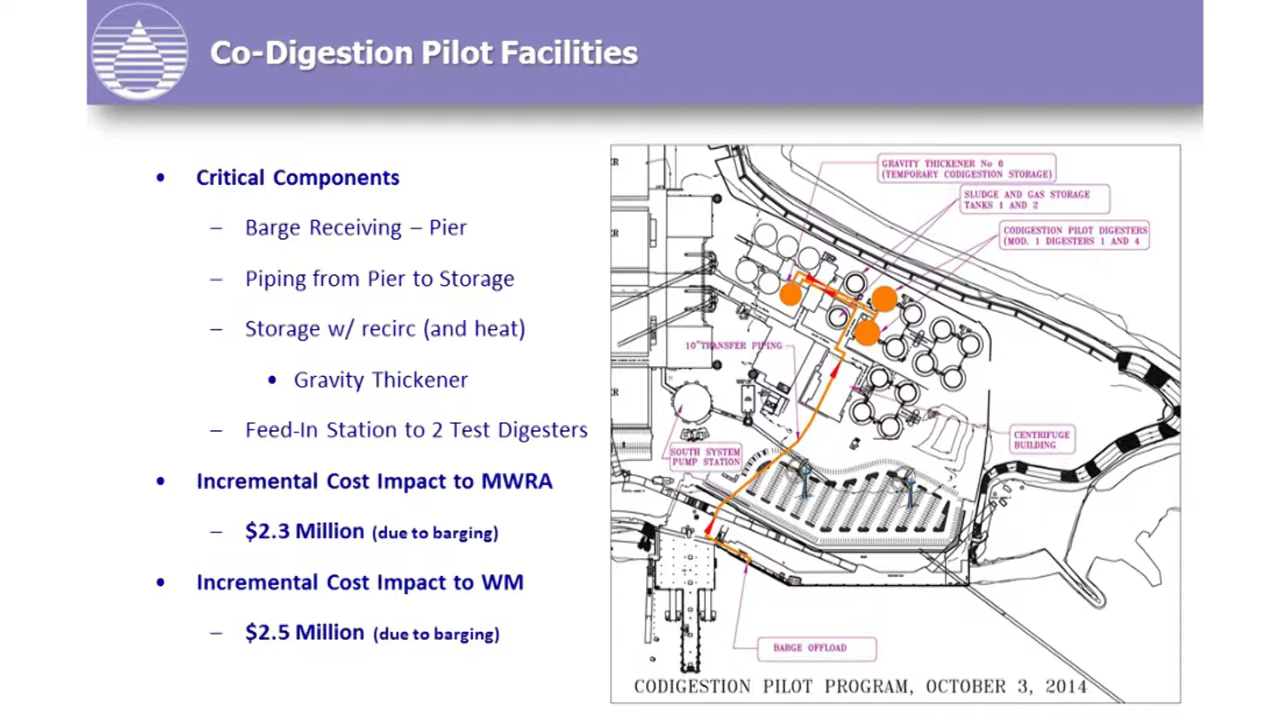 Co-Digestion Pilot Facilities
• Critical Components
– Barge Receiving – Pier
– Piping from Pier to Storage
– Storage w/ recirc (and heat)
• Gravity Thickener
– Feed-In Station to 2 Test Digesters
• Incremental Cost Impact to MWRA
– $2.3 Million (due to barging)
• Incremental Cost Impact to WM
– $2.5 Million (due to barging)
GRAVITY THICKENER No 6
(TEMPORARY CODIGESTION STORAGE)
SLUDGE AND GAS STORAGE
TANKS 1 AND 2
CODIGESTION PILOT DIGESTERS
(MOD. 1 DIGESTERS 1 AND 4
10"TRANSFER PIPING
SOUTH SYSTEM
PUMP STATION
CENTRIFUGE
BUILDING
BARGE OFFLOAD
CODIGESTION PILOT PROGRAM, OCTOBER 3, 2014